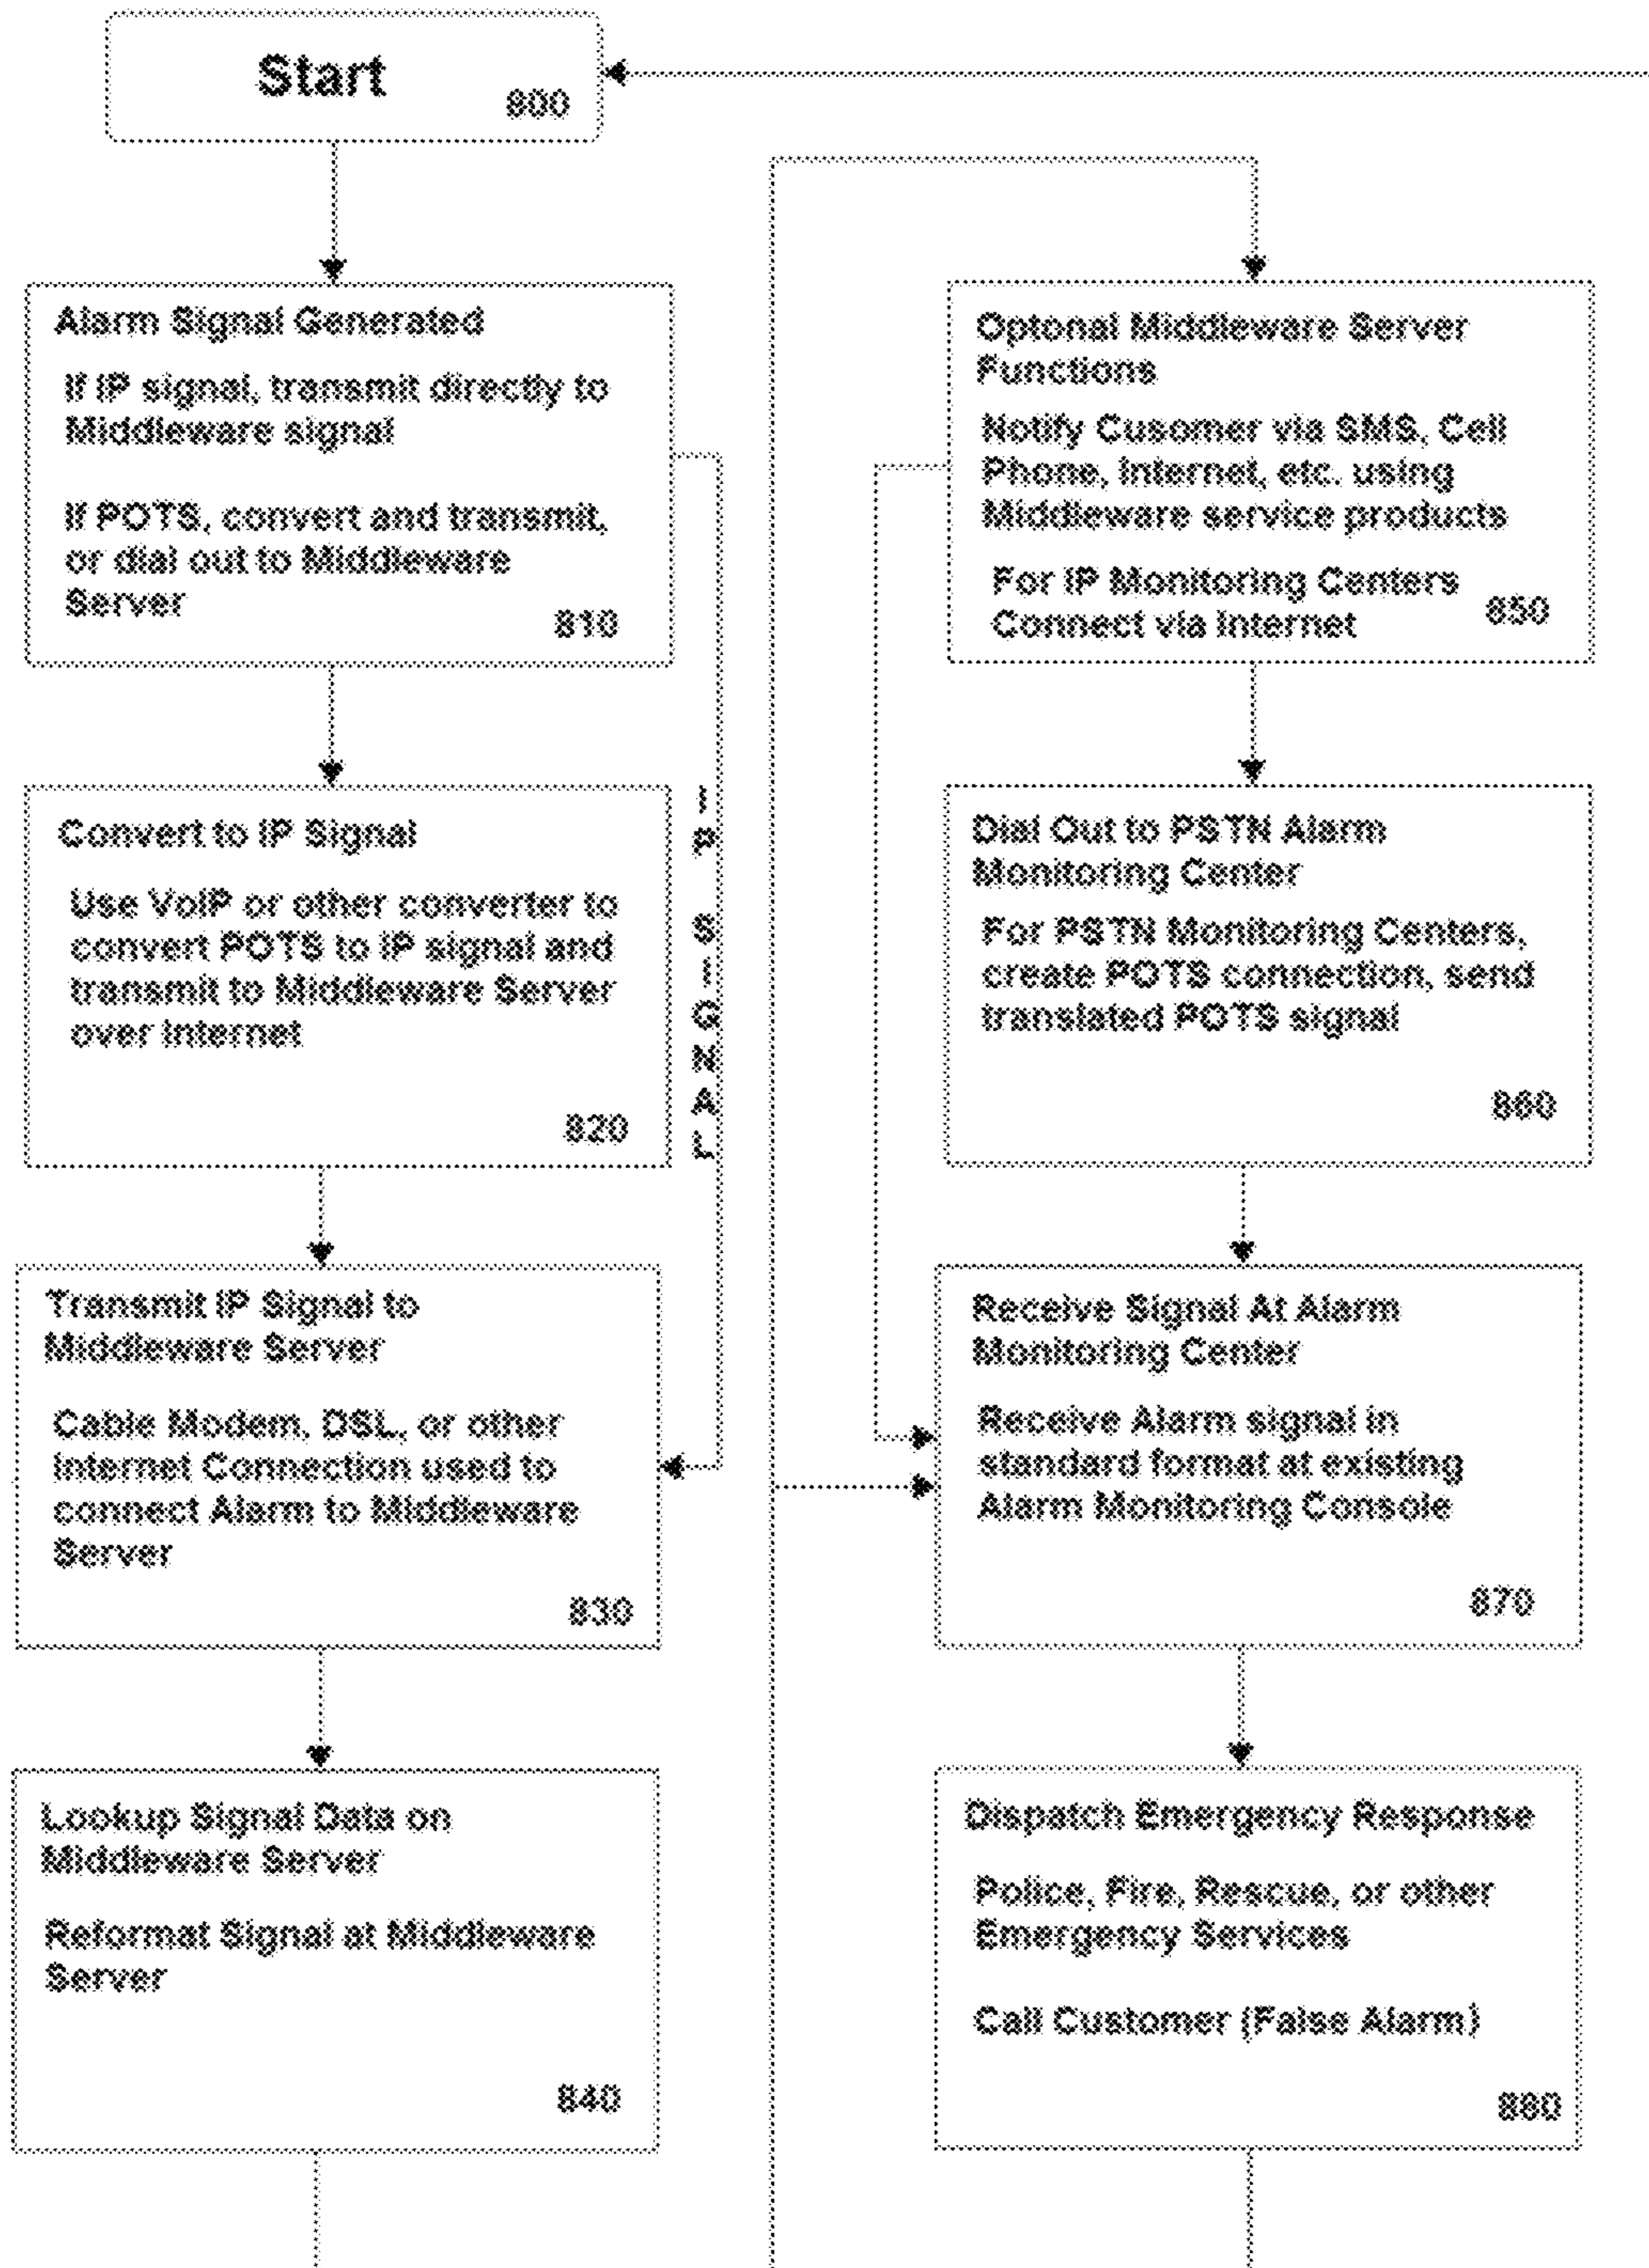 Start
800
Alarm Signal Generated
If IP signal, transmit directly to
Middleware signal
If POTS, convert and transmit,
or dial out to Middleware
Server
810
Convert to IP Signal
Use VoIP or other converter to
convert POTS to IP signal and
transmit to Middleware Server
over Internet
820
IP SIGNAL
Transmit IP Signal to
Middleware Server
Cable Modem, DSL, or other
Internet Connection used to
connect Alarm to Middleware
Server
830
Lookup Signal Data on
Middleware Server
Reformat Signal at Middleware
Server
840
Optonal Middleware Server
Functions
Notify Cusomer via SMS, Cell
Phone, Internet, etc. using
Middleware service products
For IP Monitoring Centers
Connect via Internet
850
Dial Out to PSTN Alarm
Monitoring Center
For PSTN Monitoring Centers,
create POTS connection, send
translated POTS signal
860
Receive Signal At Alarm
Monitoring Center
Receive Alarm signal in
standard format at existing
Alarm Monitoring Console
870
Dispatch Emergency Response
Police, Fire, Rescue, or other
Emergency Services
Call Customer (False Alarm)
880